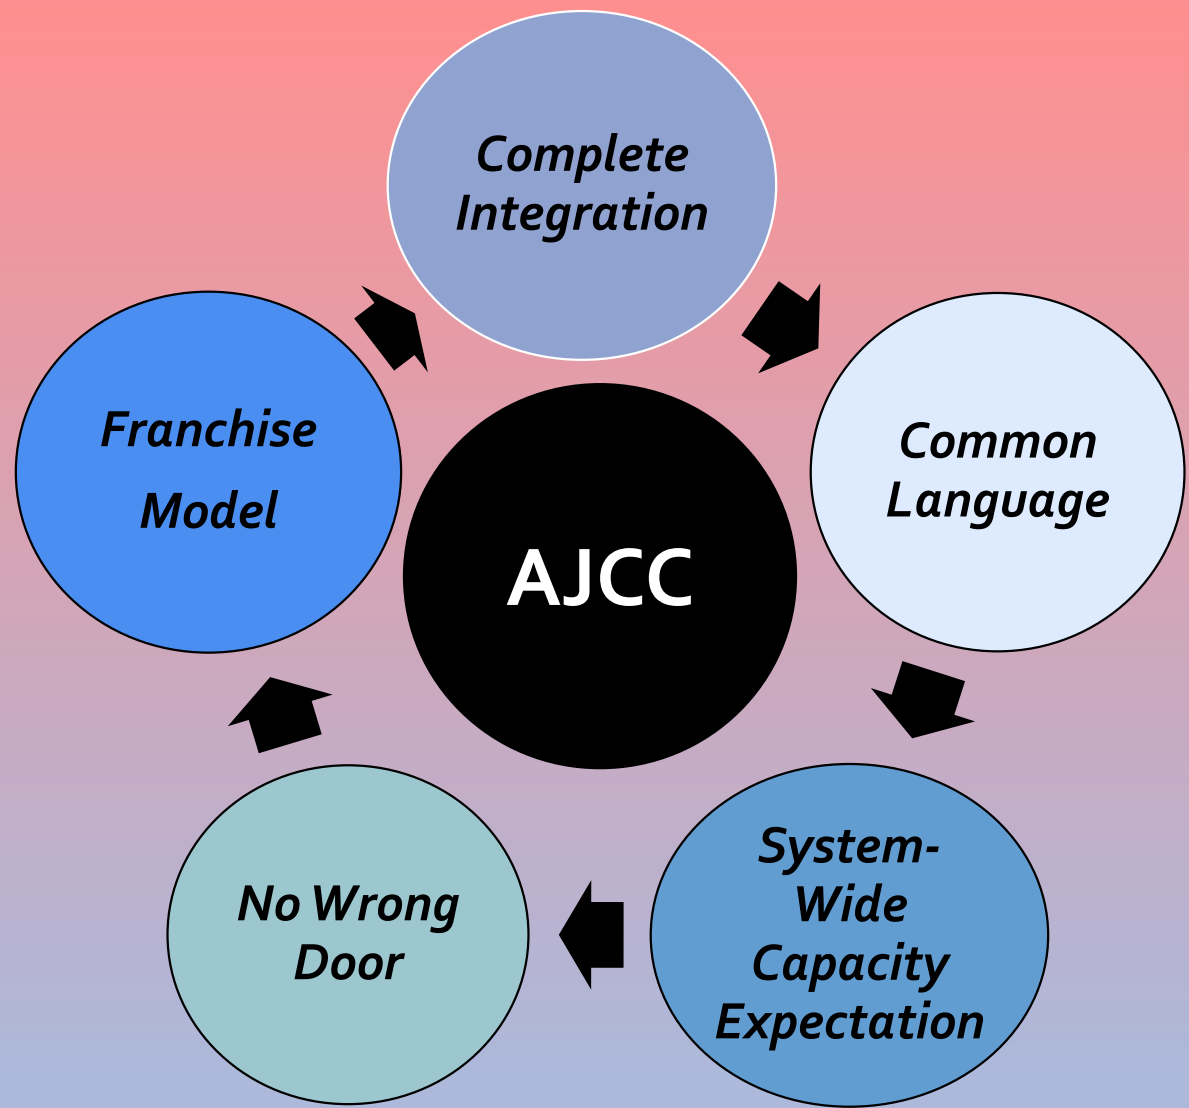 Complete
Integration
Common
Language
System-
Wide
Capacity
Expectation
No Wrong
Door
Franchise
Model
AJCC